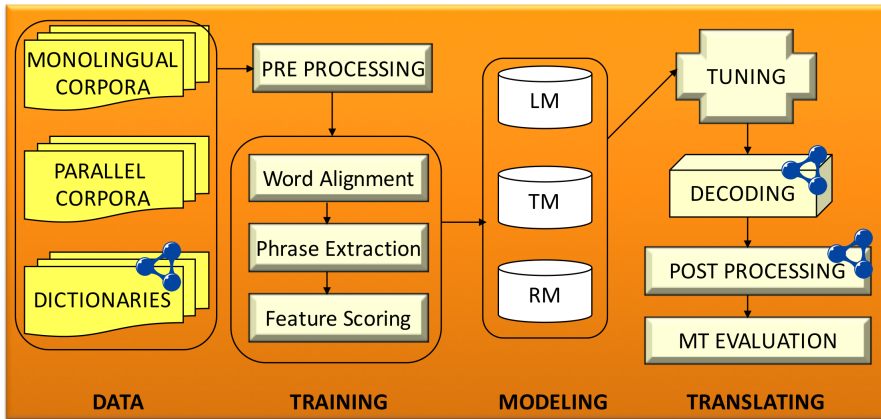 MONOLINGUAL
CORPORA
PARALLEL
CORPORA
DICTIONARIES
DATA
PRE PROCESSING
Word Alignment
Phrase Extraction
Feature Scoring
TRAINING
LM
TM
RM
MODELING
TUNING
DECODING
POST PROCESSING
MT EVALUATION
TRANSLATING